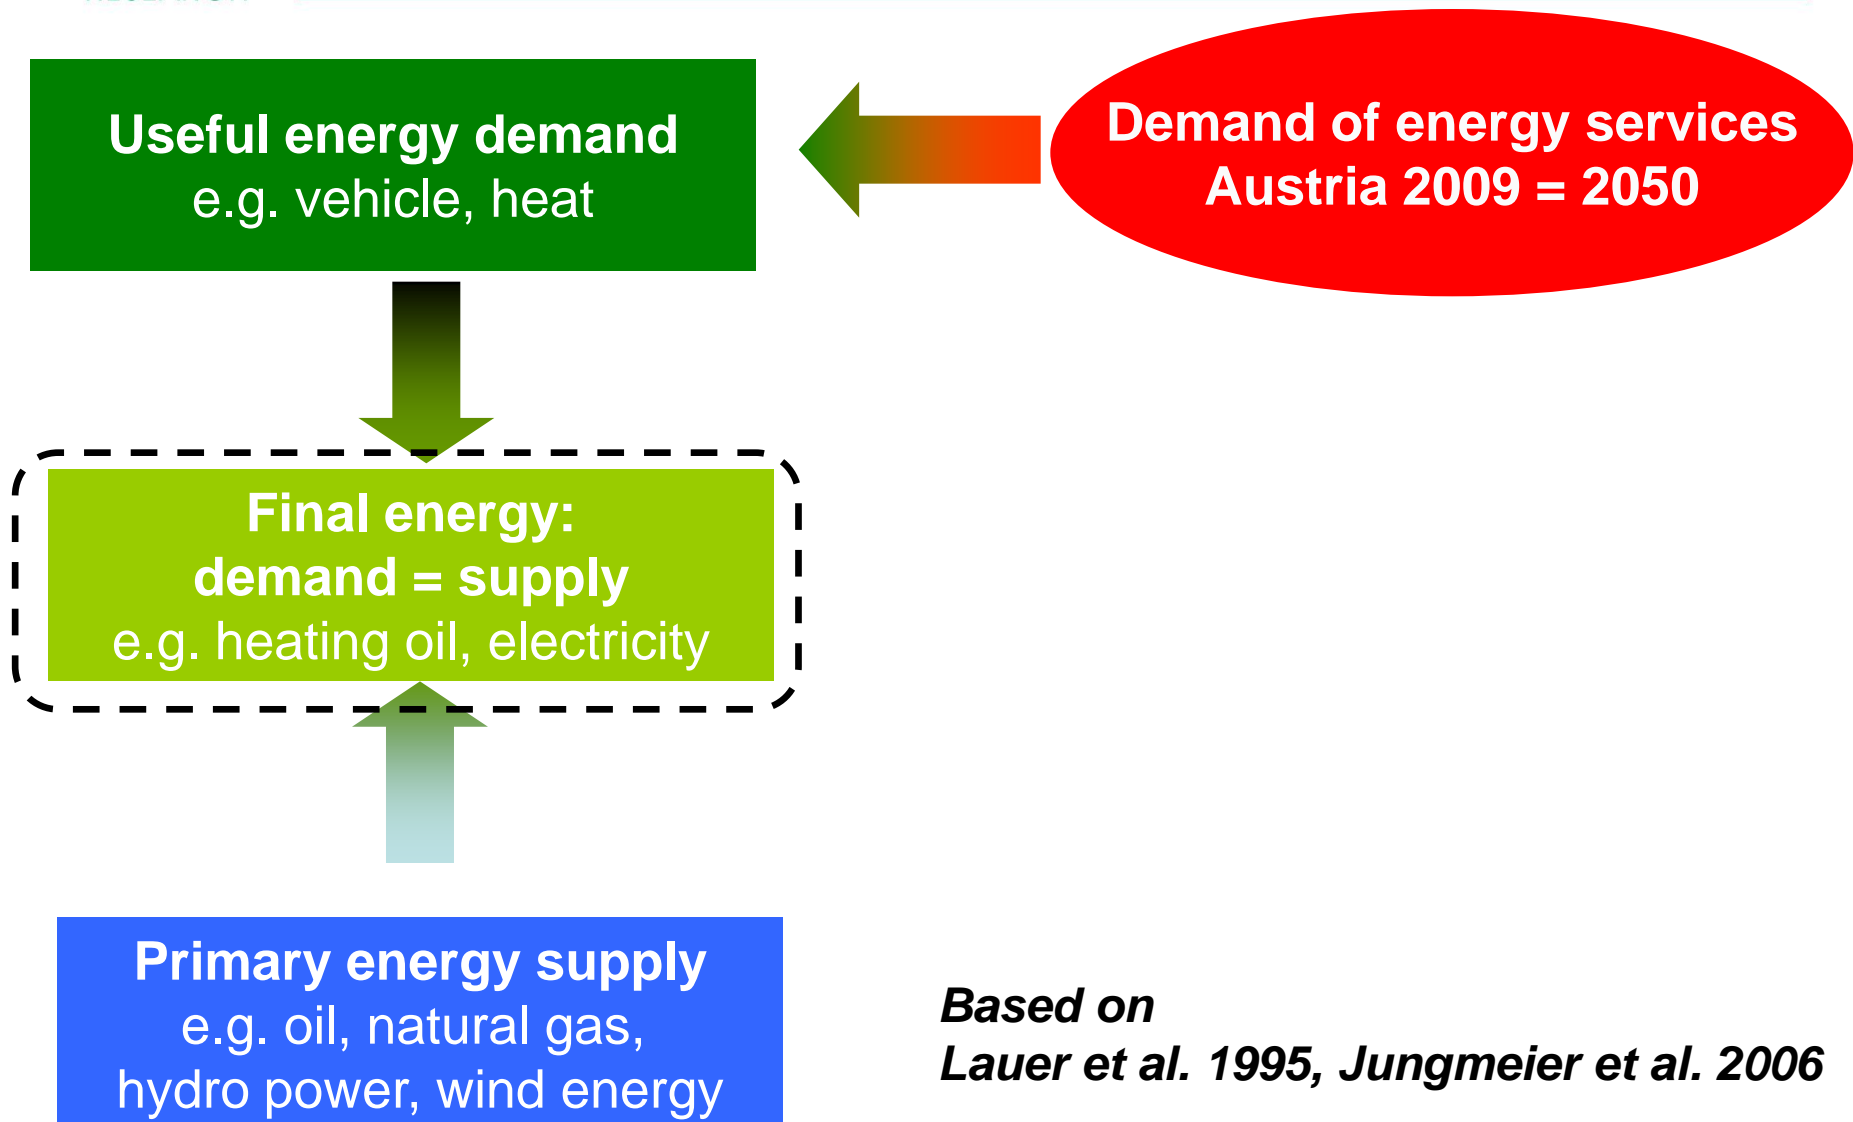 Useful energy demand
e.g. vehicle, heat
Demand of energy services
Austria 2009 = 2050
Final energy:
demand = supply
e.g. heating oil, electricity
Primary energy supply
e.g. oil, natural gas,
hydro power, wind energy
Based on
Lauer et al. 1995, Jungmeier et al. 2006